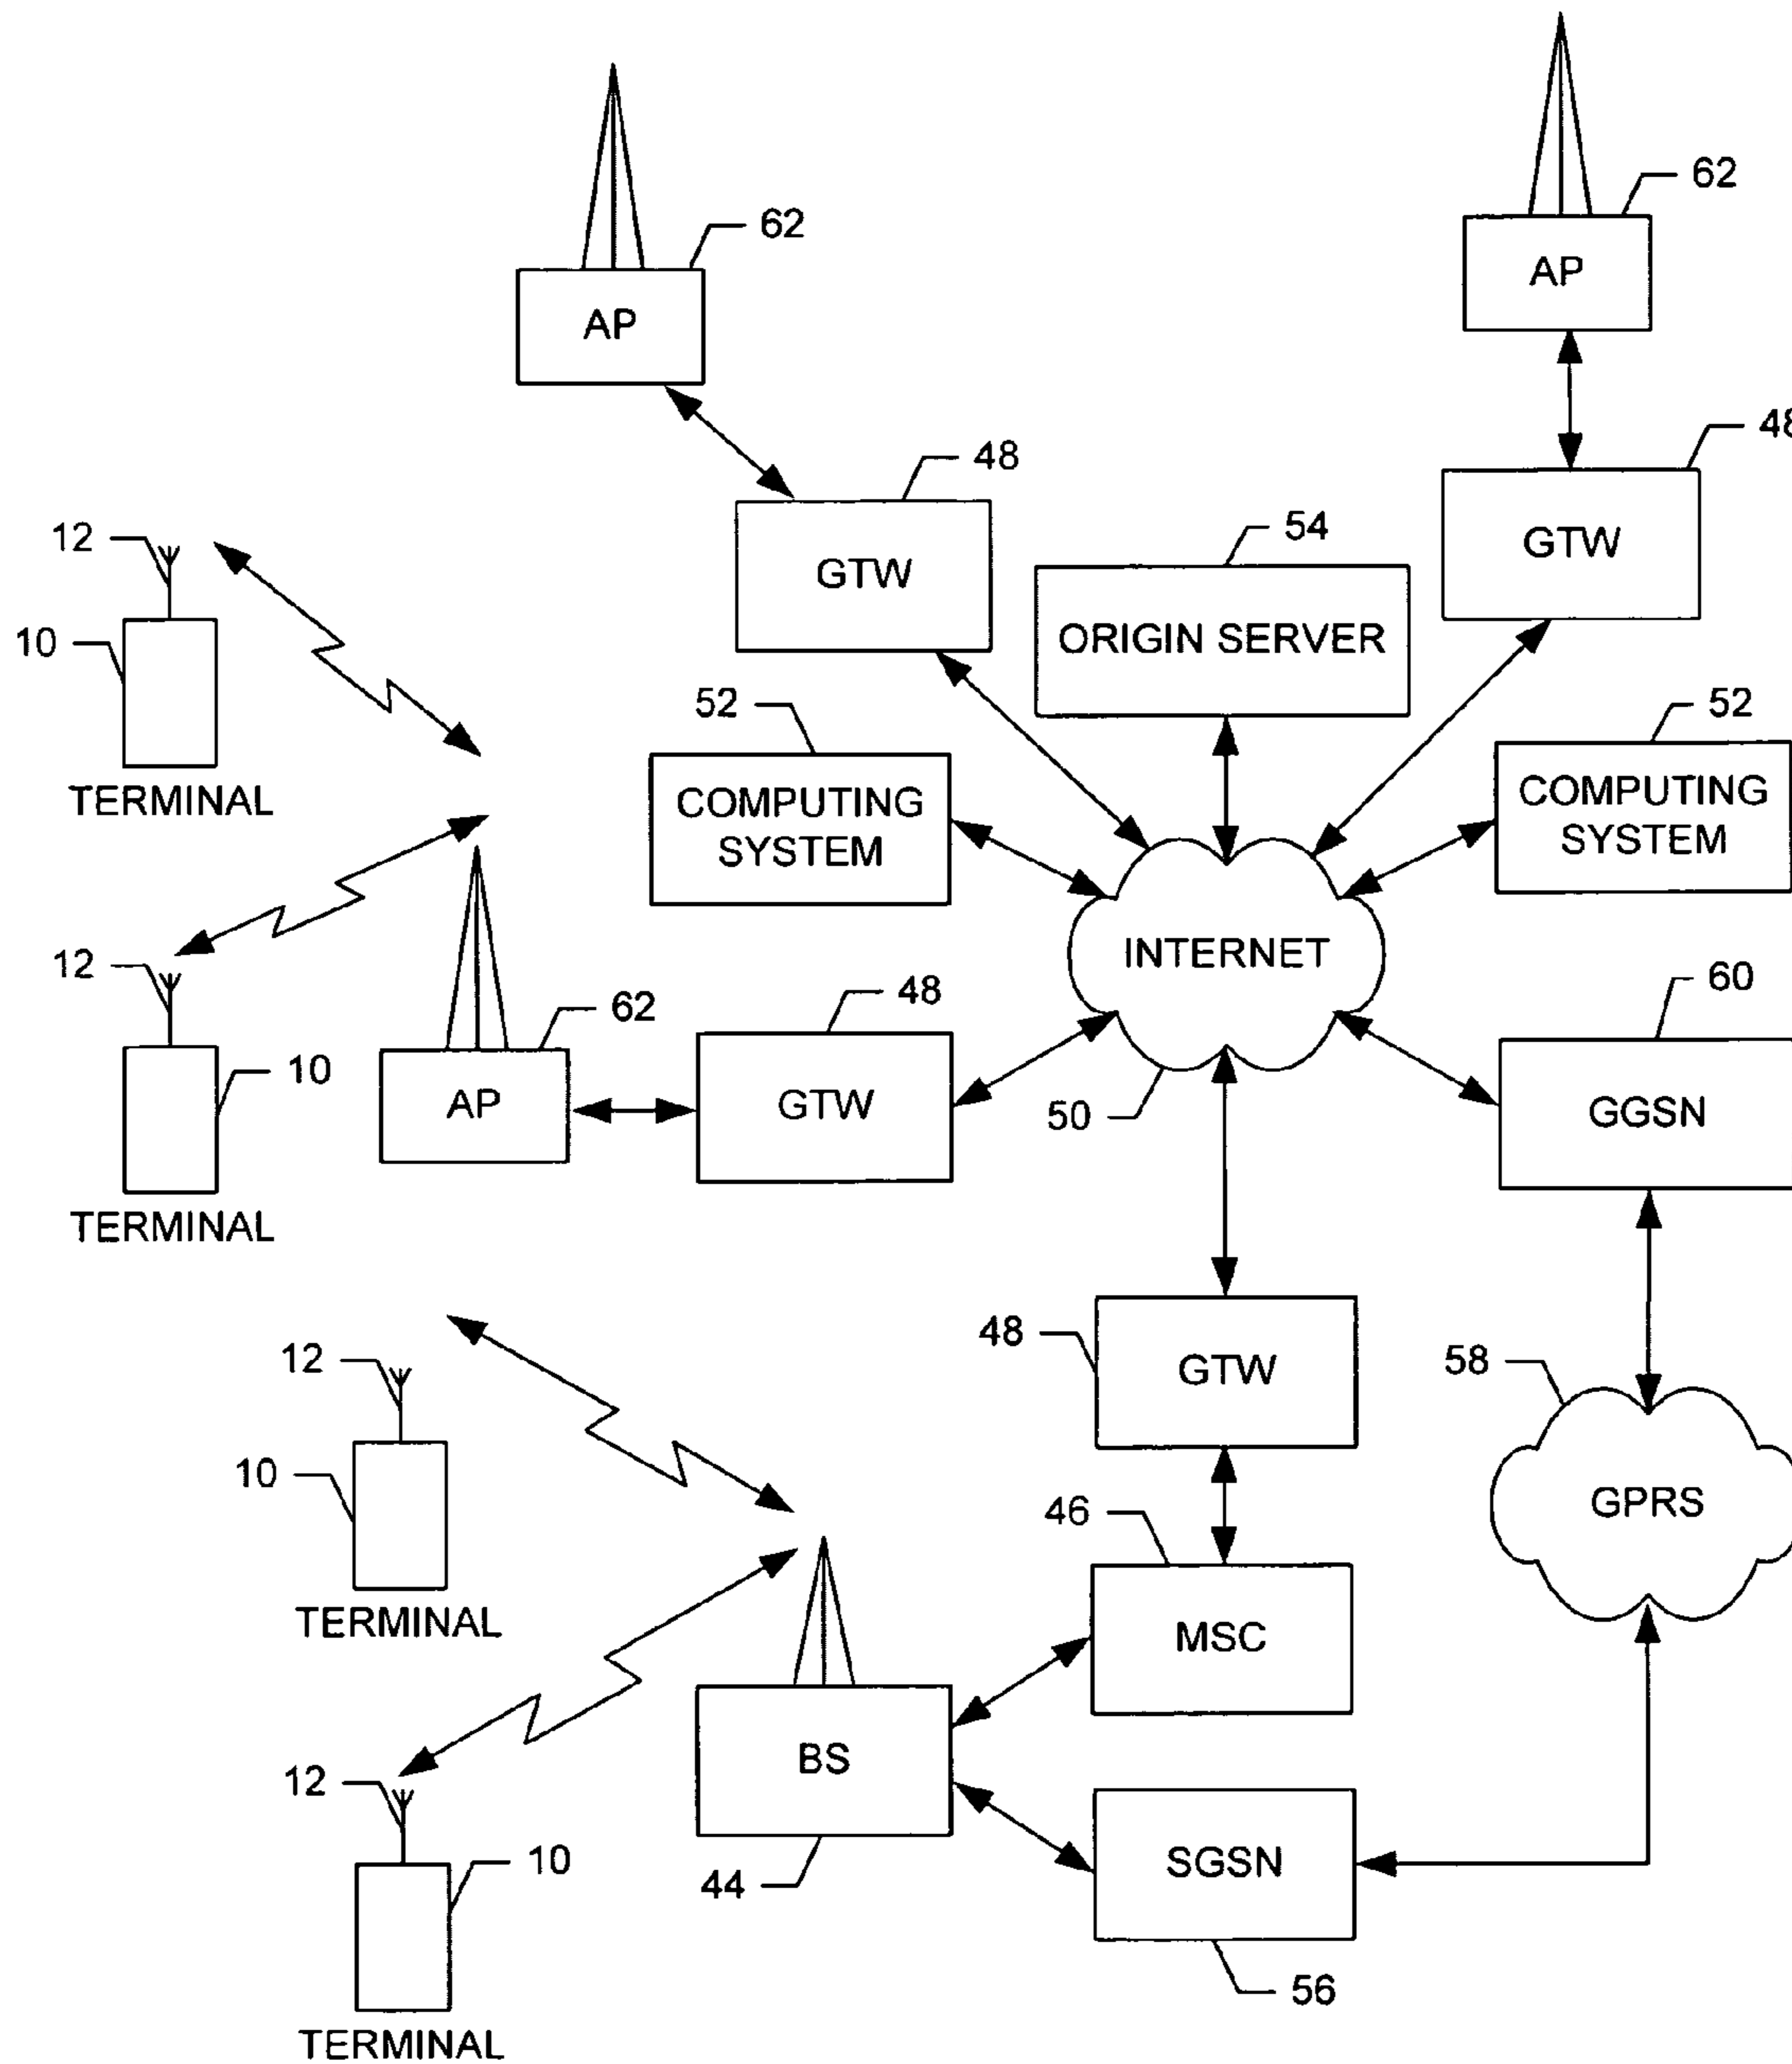 62
AP
62
AP
48
GTW
48
GTW
54
ORIGIN SERVER
12
10
TERMINAL
52
COMPUTING
SYSTEM
52
COMPUTING
SYSTEM
INTERNET
50
12
10
TERMINAL
62
AP
48
GTW
60
GGSN
48
GTW
58
GPRS
12
10
TERMINAL
46
MSC
BS
44
12
10
TERMINAL
SGSN
56